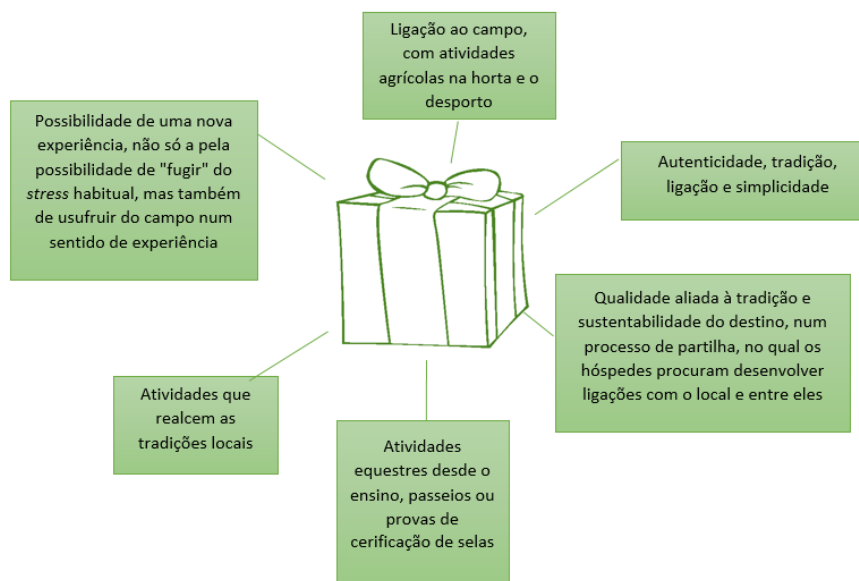 Ligação ao campo,
com atividades
agrícolas na horta e o
desporto
Possibilidade de uma nova
experiência, não só a pela
possibilidade de "fugir" do
stress habitual, mas também
de usufruir do campo num
sentido de experiência
Autenticidade, tradição,
ligação e simplicidade
Qualidade aliada à tradição e
sustentabilidade do destino, num
processo de partilha, no qual os
hóspedes procuram desenvolver
ligações com o local e entre eles
Atividades que
realcem as
tradições locais
Atividades
equestres desde o
ensino, passeios ou
provas de
cerificação de selas